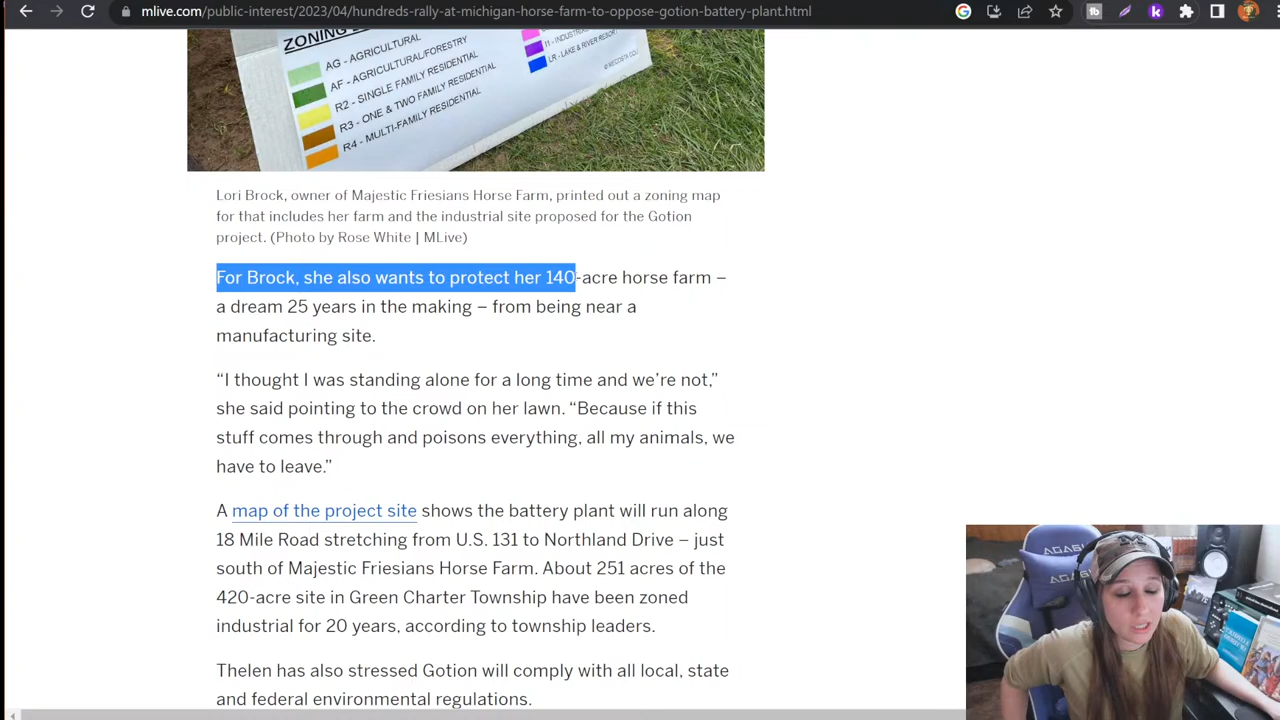 mlive.com/public-interest/2023/04/hundreds-rally-at-michigan-horse-farm-to-oppose-gotion-battery-plant.html
ZONING
AG - AGRICULTURAL
AF - AGRICULTURAL/FORESTRY
R2 - SINGLE FAMILY RESIDENTIAL
R3 - ONE & TWO FAMILY RESIDENTIAL
R4 - MULTI-FAMILY RESIDENTIAL
LR - LAKE & RIVER RESORT
Lori Brock, owner of Majestic Friesians Horse Farm, printed out a zoning map
for that includes her farm and the industrial site proposed for the Gotion
project. (Photo by Rose White | MLive)
For Brock, she also wants to protect her 140-acre horse farm –
a dream 25 years in the making – from being near a
manufacturing site.
“I thought I was standing alone for a long time and we’re not,”
she said pointing to the crowd on her lawn. “Because if this
stuff comes through and poisons everything, all my animals, we
have to leave.”
A map of the project site shows the battery plant will run along
18 Mile Road stretching from U.S. 131 to Northland Drive – just
south of Majestic Friesians Horse Farm. About 251 acres of the
420-acre site in Green Charter Township have been zoned
industrial for 20 years, according to township leaders.
Thelen has also stressed Gotion will comply with all local, state
and federal environmental regulations.